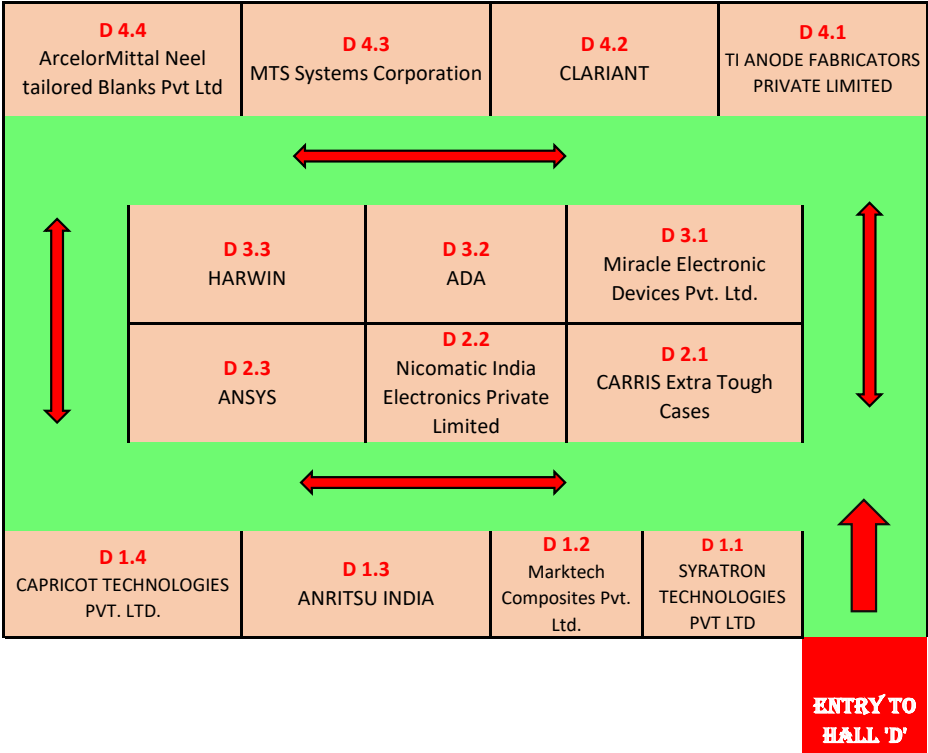 D 4.4
ArcelorMittal Neel
tailored Blanks Pvt Ltd
D 4.3
MTS Systems Corporation
D 4.2
CLARIANT
D 4.1
TI ANODE FABRICATORS
PRIVATE LIMITED
D 3.3
HARWIN
D 3.2
ADA
D 3.1
Miracle Electronic
Devices Pvt. Ltd.
D 2.3
ANSYS
D 2.2
Nicomatic India
Electronics Private
Limited
D 2.1
CARRIS Extra Tough
Cases
D 1.4
CAPRICOT TECHNOLOGIES
PVT. LTD.
D 1.3
ANRITSU INDIA
D 1.2
Marktech
Composites Pvt.
Ltd.
D 1.1
SYRATRON
TECHNOLOGIES
PVT LTD
ENTRY TO
HALL 'D'